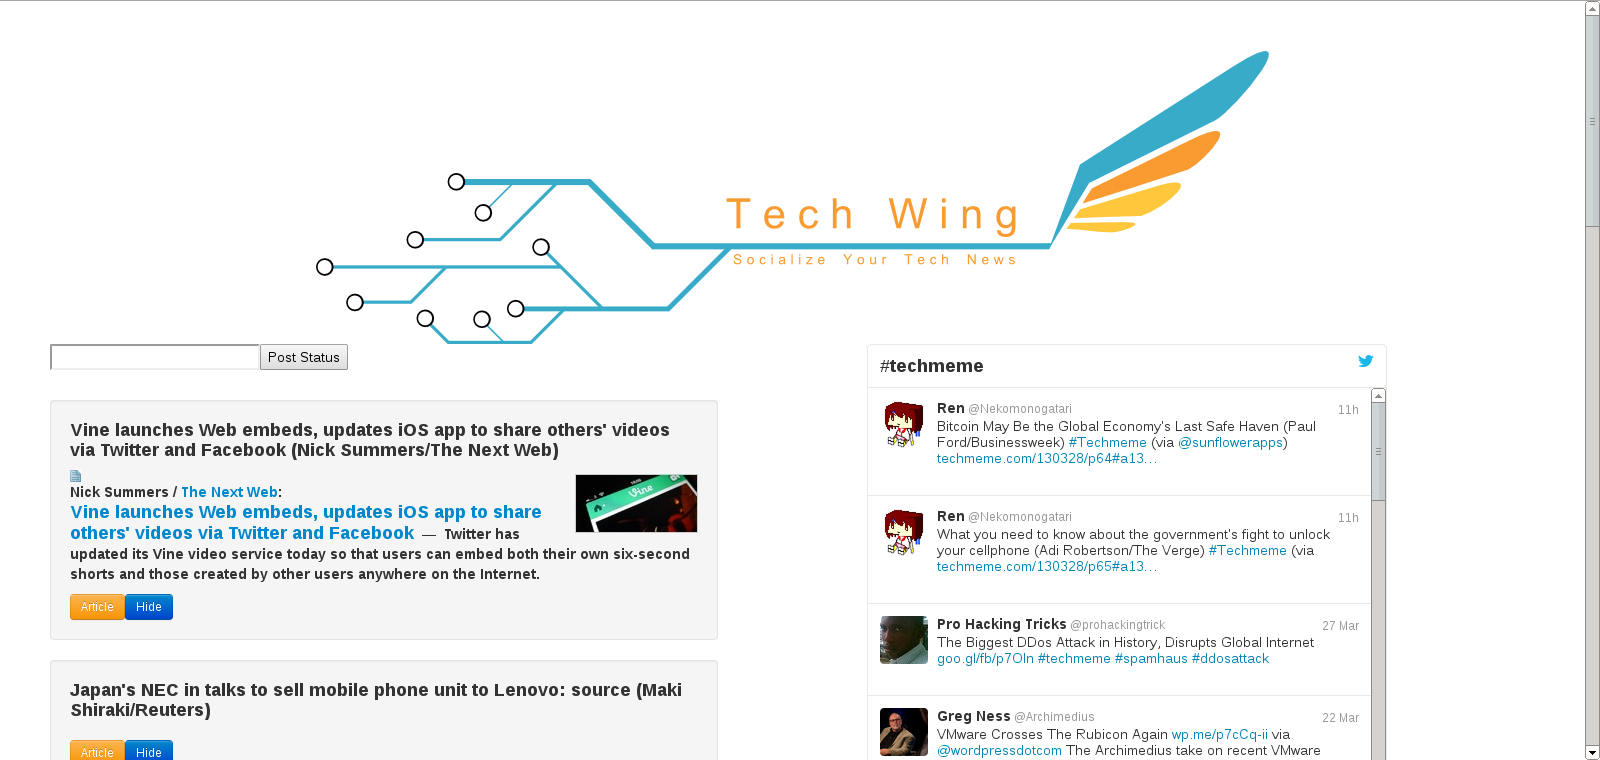 Tech Wing
Socialize Your Tech News
Post Status
Vine launches Web embeds, updates iOS app to share others' videos
via Twitter and Facebook (Nick Summers/The Next Web)
Nick Summers / The Next Web:
Vine launches Web embeds, updates iOS app to share
others' videos via Twitter and Facebook — Twitter has
updated its Vine video service today so that users can embed both their own six-second
shorts and those created by other users anywhere on the Internet.
Vine
Article Hide
Japan's NEC in talks to sell mobile phone unit to Lenovo: source (Maki
Shiraki/Reuters)
Article Hide
#techmeme
Ren @Nekomonogatari 11h
Bitcoin May Be the Global Economy's Last Safe Haven (Paul
Ford/Businessweek) #Techmeme (via @sunflowerapps)
techmeme.com/130328/p64#a13…
Ren @Nekomonogatari 11h
What you need to know about the government's fight to unlock
your cellphone (Adi Robertson/The Verge) #Techmeme (via
techmeme.com/130328/p65#a13…
Pro Hacking Tricks @prohackingtrick 27 Mar
The Biggest DDos Attack in History, Disrupts Global Internet
goo.gl/fb/p7OIn #techmeme #spamhaus #ddosattack
Greg Ness @Archimedius 22 Mar
VMware Crosses The Rubicon Again wp.me/p7cCq-ii via
@wordpressdotcom The Archimedius take on recent VMware